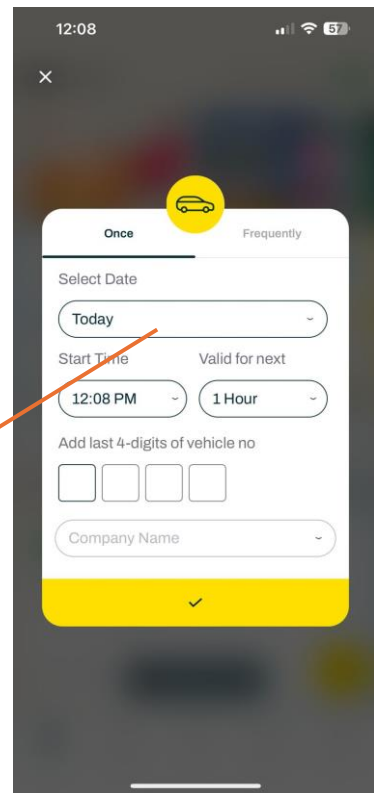 12:08 57
Once Frequently
Select Date
Today
Start Time Valid for next
12:08 PM 1 Hour
Add last 4-digits of vehicle no
Company Name